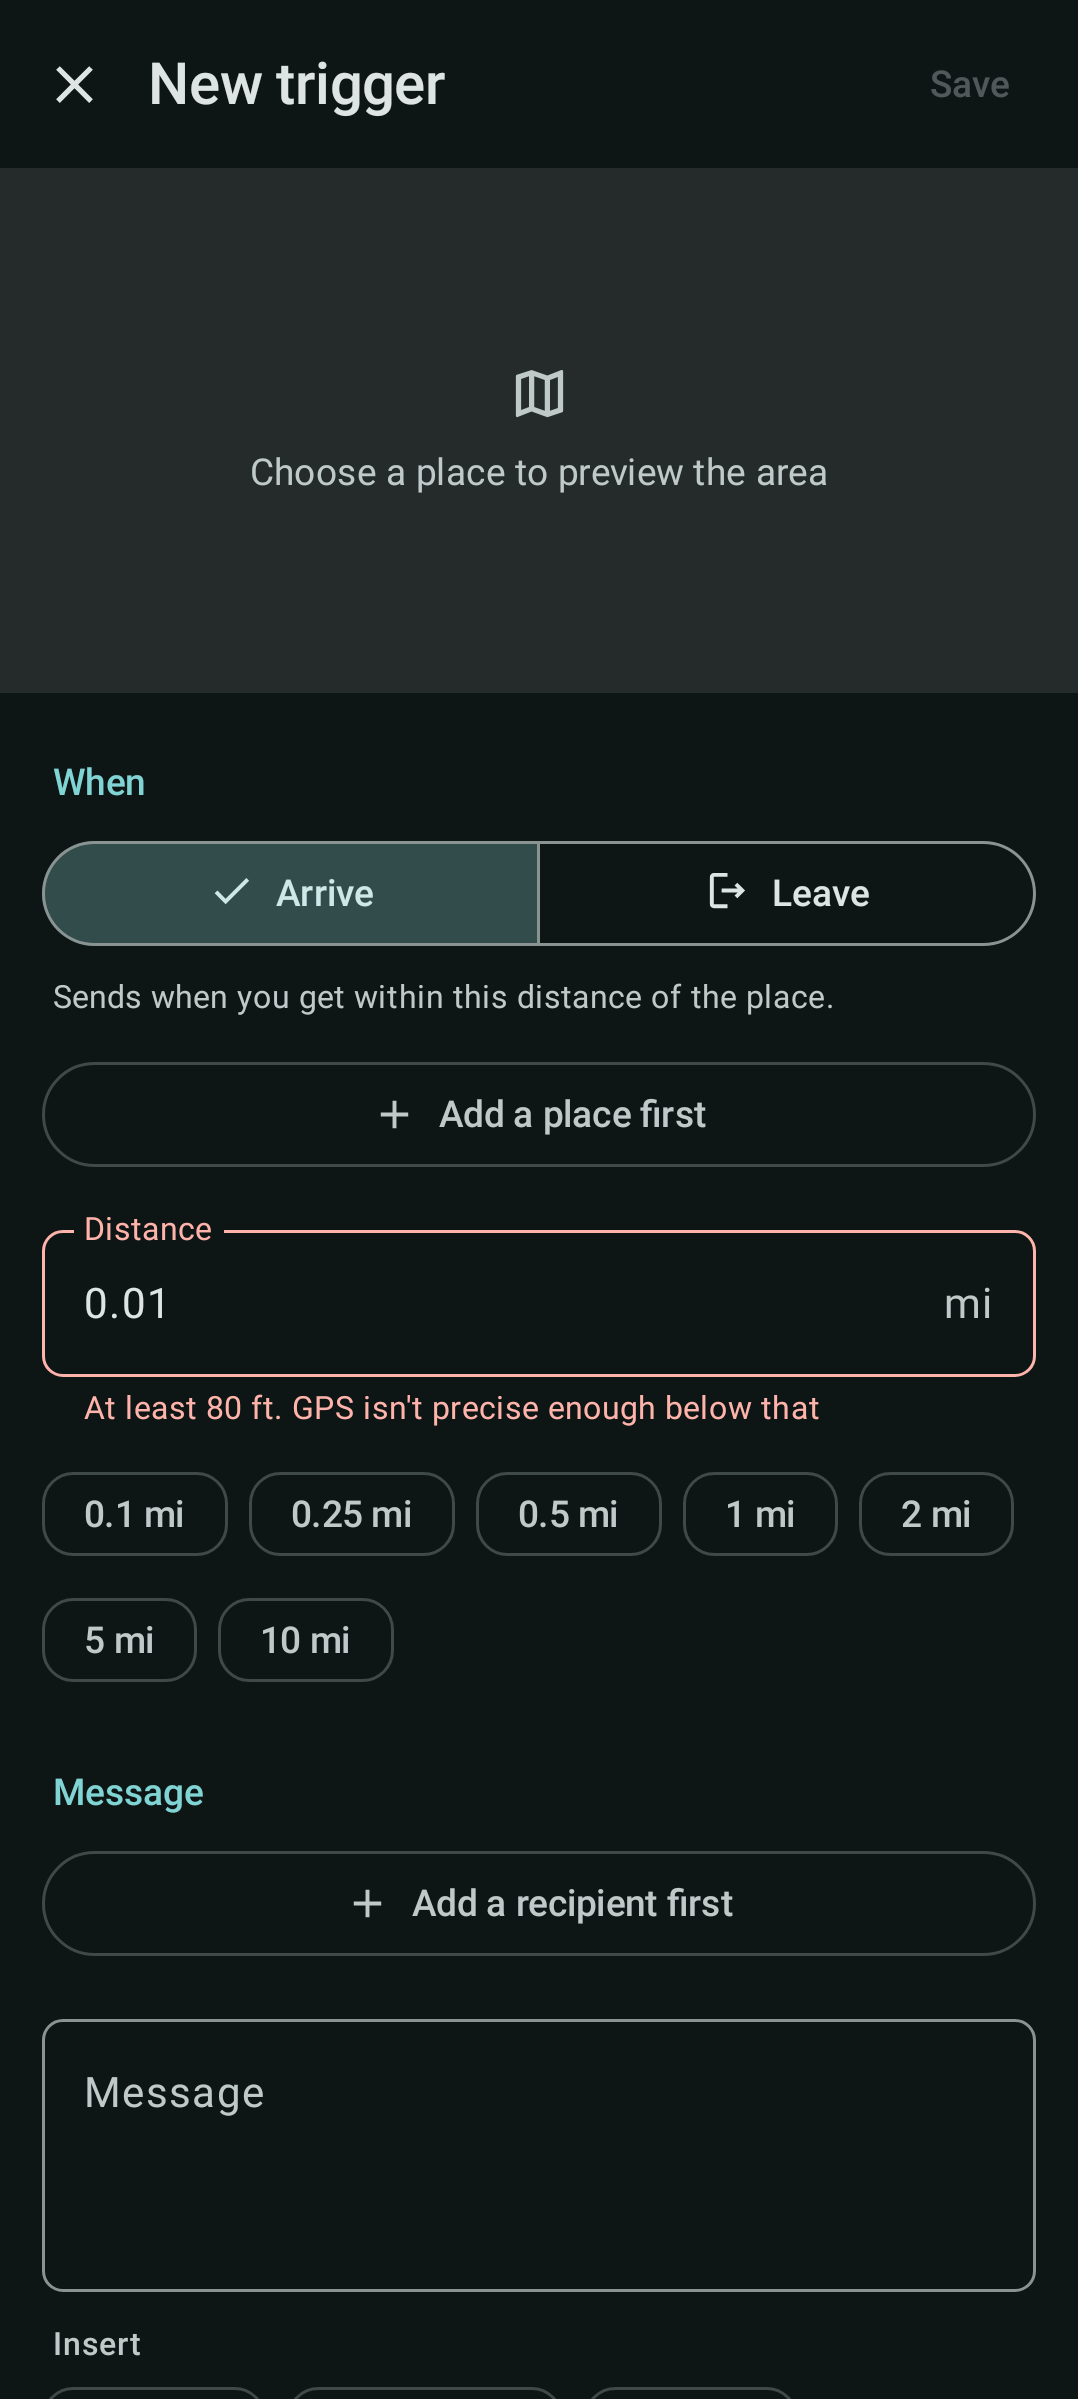 New trigger
Save
Choose a place to preview the area
When
Arrive
Leave
Sends when you get within this distance of the place.
Add a place first
Distance
0.01
mi
At least 80 ft. GPS isn't precise enough below that
0.1 mi
0.25 mi
0.5 mi
1 mi
2 mi
5 mi
10 mi
Message
Add a recipient first
Message
Insert